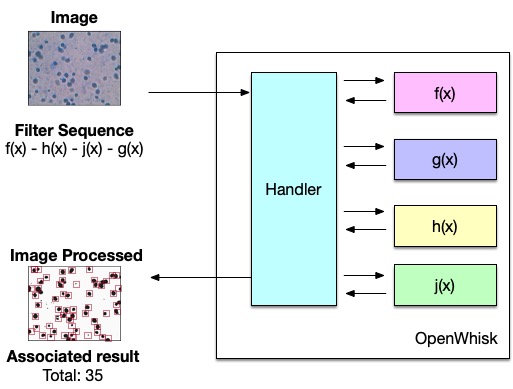 Image
Filter Sequence
f(x) - h(x) - j(x) - g(x)
Image Processed
Associated result
Total: 35
Handler
f(x)
g(x)
h(x)
j(x)
OpenWhisk